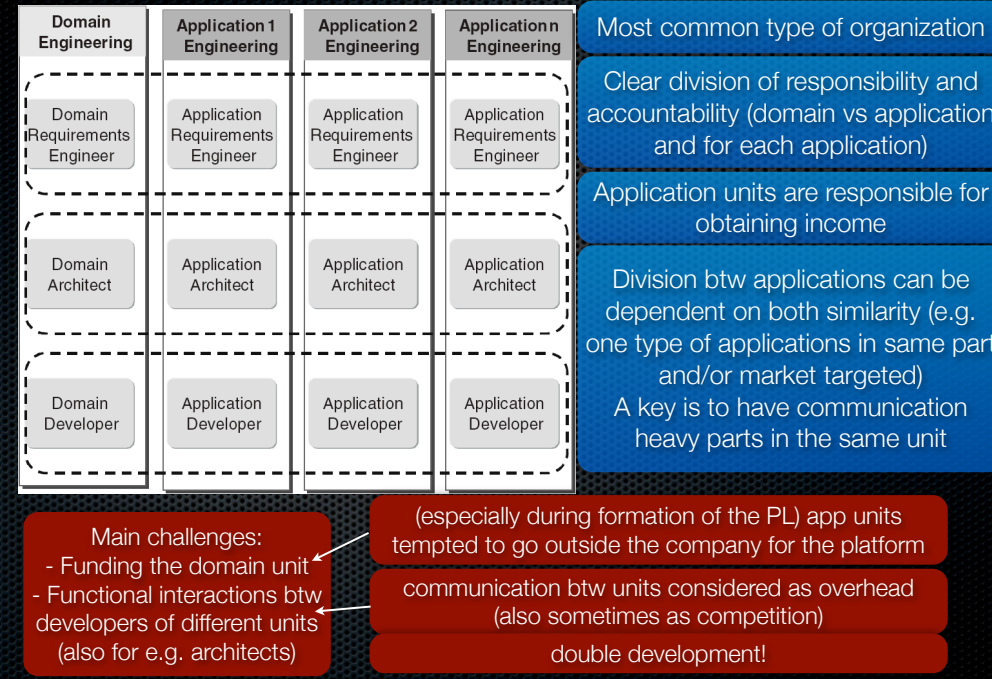 Domain
Engineering
Application 1
Engineering
Application 2
Engineering
Application n
Engineering
Domain
Requirements
Engineer
Application
Requirements
Engineer
Application
Requirements
Engineer
Application
Requirements
Engineer
Domain
Architect
Application
Architect
Application
Architect
Application
Architect
Domain
Developer
Application
Developer
Application
Developer
Application
Developer
Most common type of organization
Clear division of responsibility and
accountability (domain vs application
and for each application)
Application units are responsible for
obtaining income
Division btw applications can be
dependent on both similarity (e.g.
one type of applications in same part
and/or market targeted)
A key is to have communication
heavy parts in the same unit
Main challenges:
- Funding the domain unit
- Functional interactions btw
developers of different units
(also for e.g. architects)
(especially during formation of the PL) app units
tempted to go outside the company for the platform
communication btw units considered as overhead
(also sometimes as competition)
double development!